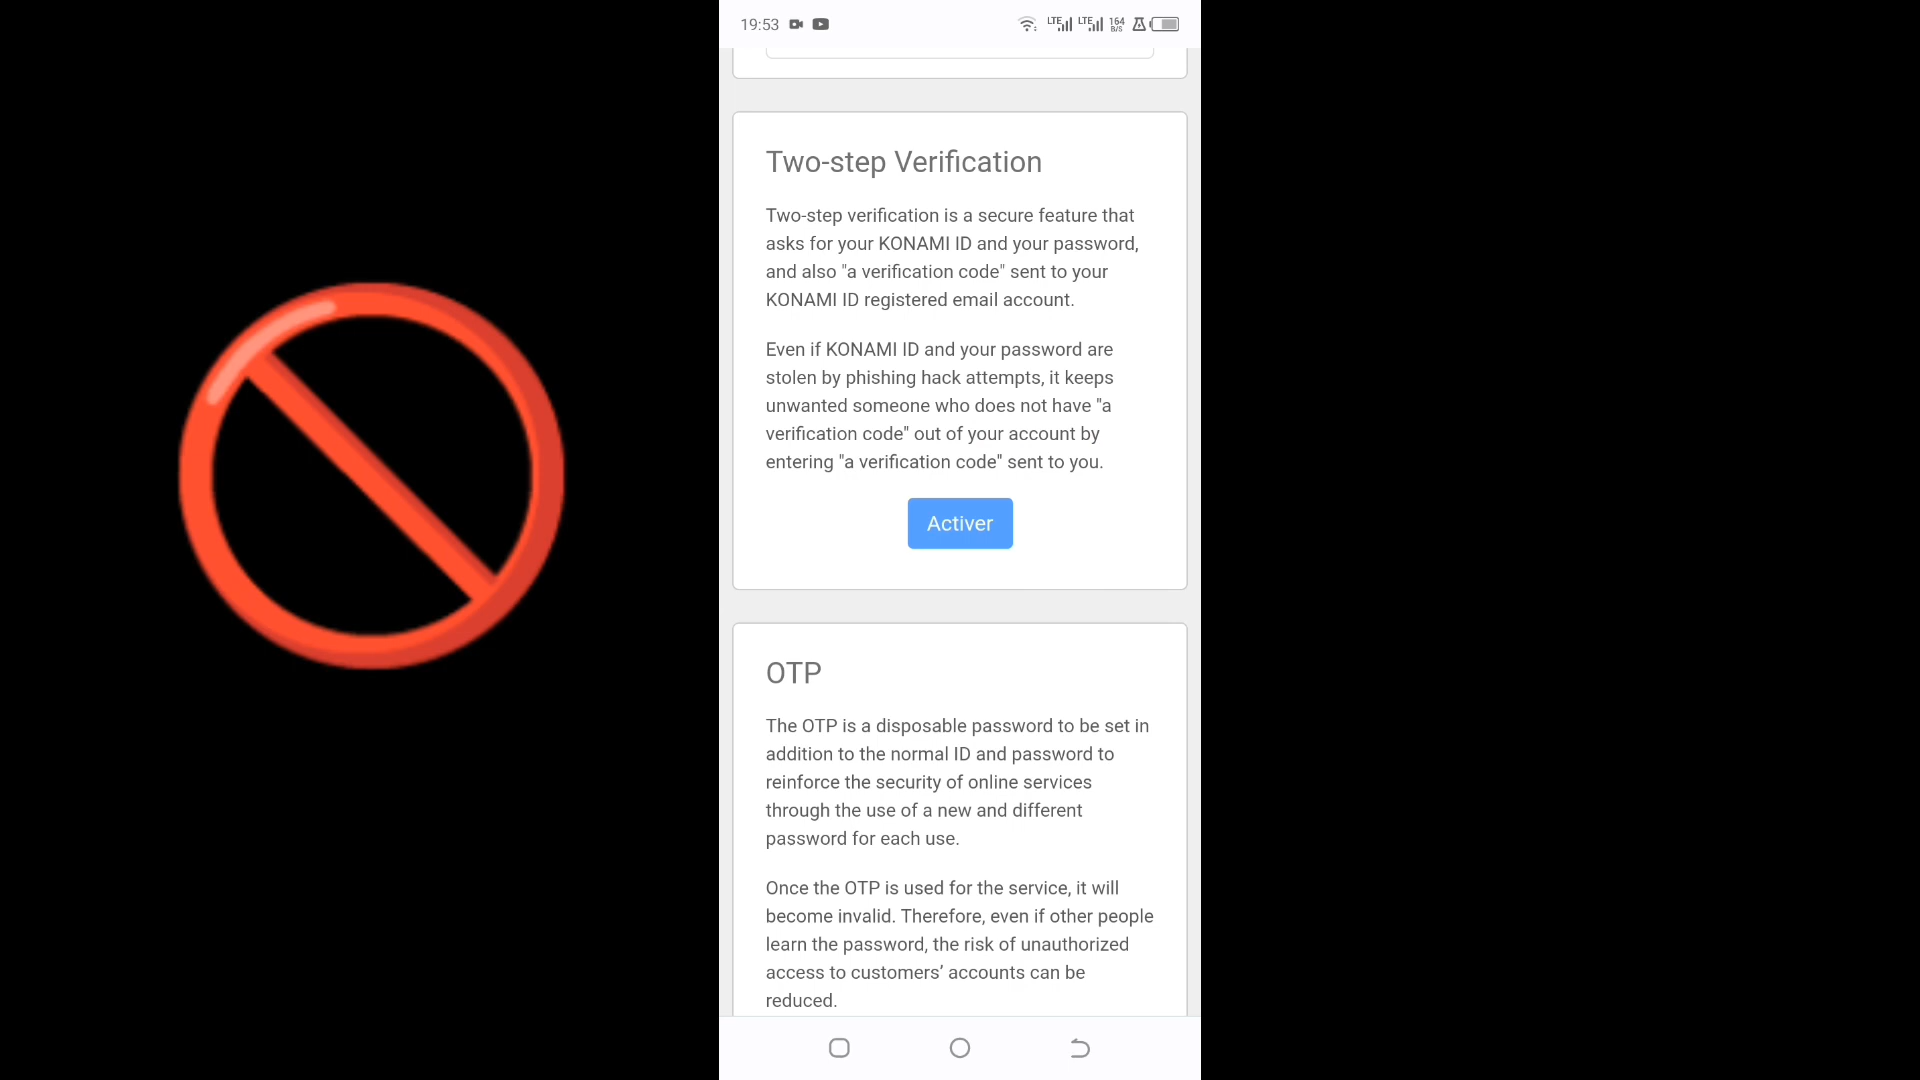 19:53
LTE LTE 164 B/S
Two-step Verification
Two-step verification is a secure feature that
asks for your KONAMI ID and your password,
and also "a verification code" sent to your
KONAMI ID registered email account.
Even if KONAMI ID and your password are
stolen by phishing hack attempts, it keeps
unwanted someone who does not have "a
verification code" out of your account by
entering "a verification code" sent to you.
Activer
OTP
The OTP is a disposable password to be set in
addition to the normal ID and password to
reinforce the security of online services
through the use of a new and different
password for each use.
Once the OTP is used for the service, it will
become invalid. Therefore, even if other people
learn the password, the risk of unauthorized
access to customers’ accounts can be
reduced.